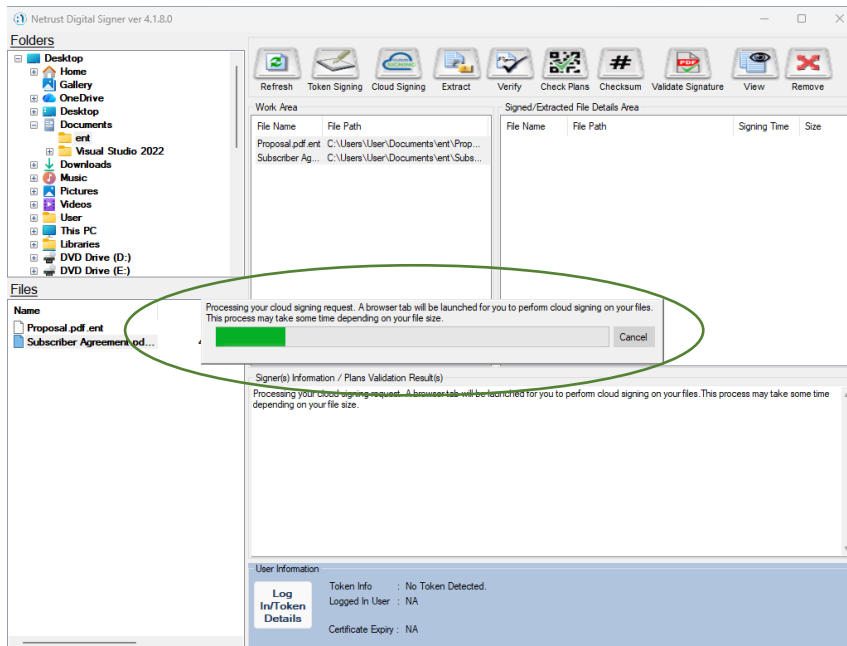 Netrust Digital Signer ver 4.1.8.0
Folders
Desktop
Home
Gallery
OneDrive
Desktop
Documents
ent
Visual Studio 2022
Downloads
Music
Pictures
Videos
User
This PC
Libraries
DVD Drive (D:)
DVD Drive (E:)
Files
Name
Proposal.pdf.ent
Subscriber Agreement.pd...
Refresh Token Signing Cloud Signing Extract Verify Check Plans Checksum Validate Signature View Remove
Work Area
File Name File Path
Proposal.pdf.ent C:\Users\User\Documents\ent\Prop...
Subscriber Ag... C:\Users\User\Documents\ent\Subs...
Signed/Extracted File Details Area
File Name File Path Signing Time Size
Processing your cloud signing request. A browser tab will be launched for you to perform cloud signing on your files.
This process may take some time depending on your file size.
Cancel
Signer(s) Information / Plans Validation Result(s)
Processing your cloud signing request. A browser tab will be launched for you to perform cloud signing on your files.This process may take some time
depending on your file size.
User Information
Log
In/Token
Details
Token Info : No Token Detected.
Logged In User : NA
Certificate Expiry : NA